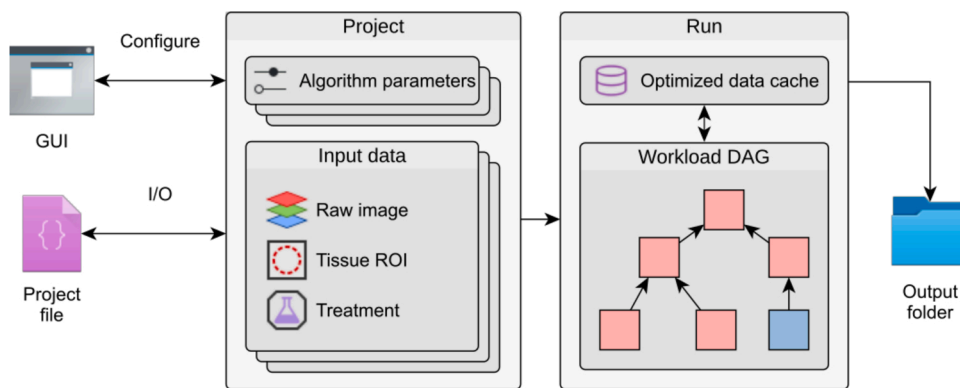 Configure
GUI
I/O
{}
Project
file
Project
Algorithm parameters
Input data
Raw image
Tissue ROI
Treatment
Run
Optimized data cache
Workload DAG
Output
folder